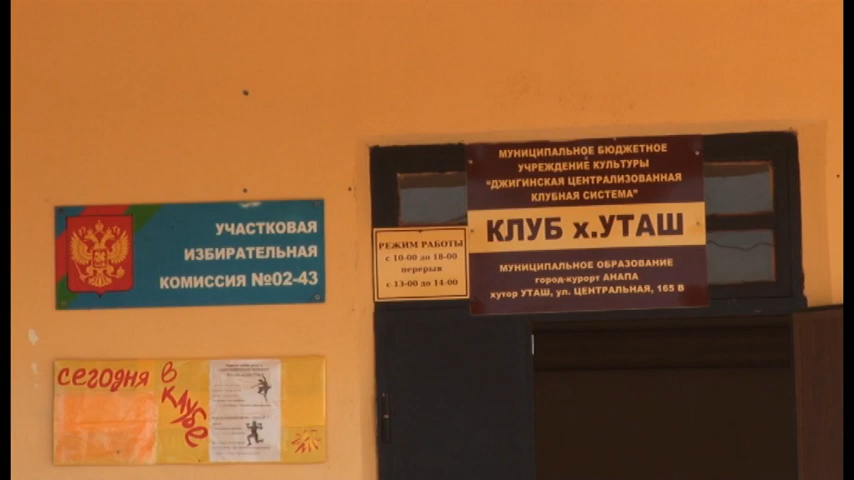 УЧАСТКОВАЯ
ИЗБИРАТЕЛЬНАЯ
КОМИССИЯ №02-43
РЕЖИМ РАБОТЫ
с 10-00 до 18-00
перерыв
с 13-00 до 14-00
МУНИЦИПАЛЬНОЕ БЮДЖЕТНОЕ
УЧРЕЖДЕНИЕ КУЛЬТУРЫ
"ДЖИГИНСКАЯ ЦЕНТРАЛИЗОВАННАЯ
КЛУБНАЯ СИСТЕМА"
КЛУБ х.УТАШ
МУНИЦИПАЛЬНОЕ ОБРАЗОВАНИЕ
город-курорт АНАПА
хутор УТАШ, ул. ЦЕНТРАЛЬНАЯ, 165 В
сегодня в
клубе